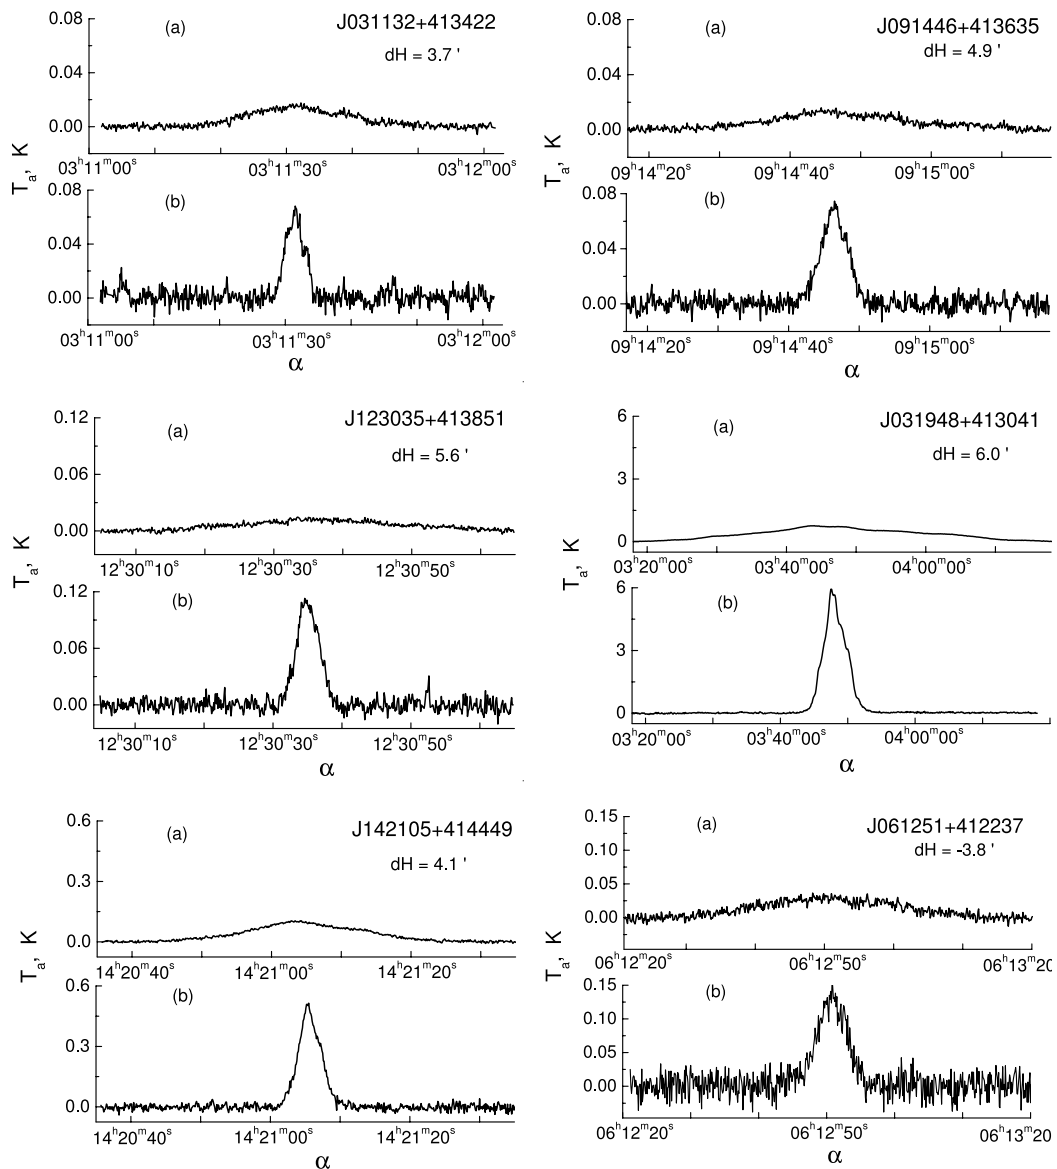 0.08
(a)
J031132+413422
dH = 3.7 '
0.04
0.00
03ʰ11ᵐ00ˢ
03ʰ11ᵐ30ˢ
03ʰ12ᵐ00ˢ
Tₐ, K
0.08
(b)
0.04
0.00
03ʰ11ᵐ00ˢ
03ʰ11ᵐ30ˢ
03ʰ12ᵐ00ˢ
α
0.08
(a)
J091446+413635
dH = 4.9 '
0.04
0.00
09ʰ14ᵐ20ˢ
09ʰ14ᵐ40ˢ
09ʰ15ᵐ00ˢ
Tₐ, K
0.08
(b)
0.04
0.00
09ʰ14ᵐ20ˢ
09ʰ14ᵐ40ˢ
09ʰ15ᵐ00ˢ
α
0.12
(a)
J123035+413851
dH = 5.6 '
0.06
0.00
12ʰ30ᵐ10ˢ
12ʰ30ᵐ30ˢ
12ʰ30ᵐ50ˢ
Tₐ, K
0.12
(b)
0.06
0.00
12ʰ30ᵐ10ˢ
12ʰ30ᵐ30ˢ
12ʰ30ᵐ50ˢ
α
6
(a)
J031948+413041
dH = 6.0 '
3
0
03ʰ20ᵐ00ˢ
03ʰ40ᵐ00ˢ
04ʰ00ᵐ00ˢ
Tₐ, K
6
(b)
3
0
03ʰ20ᵐ00ˢ
03ʰ40ᵐ00ˢ
04ʰ00ᵐ00ˢ
α
0.6
(a)
J142105+414449
dH = 4.1 '
0.3
0.0
14ʰ20ᵐ40ˢ
14ʰ21ᵐ00ˢ
14ʰ21ᵐ20ˢ
Tₐ, K
0.6
(b)
0.3
0.0
14ʰ20ᵐ40ˢ
14ʰ21ᵐ00ˢ
14ʰ21ᵐ20ˢ
α
0.15
(a)
J061251+412237
dH = -3.8 '
0.10
0.05
0.00
06ʰ12ᵐ20ˢ
06ʰ12ᵐ50ˢ
06ʰ13ᵐ20
Tₐ, K
0.15
(b)
0.10
0.05
0.00
06ʰ12ᵐ20ˢ
06ʰ12ᵐ50ˢ
06ʰ13ᵐ20ˢ
α